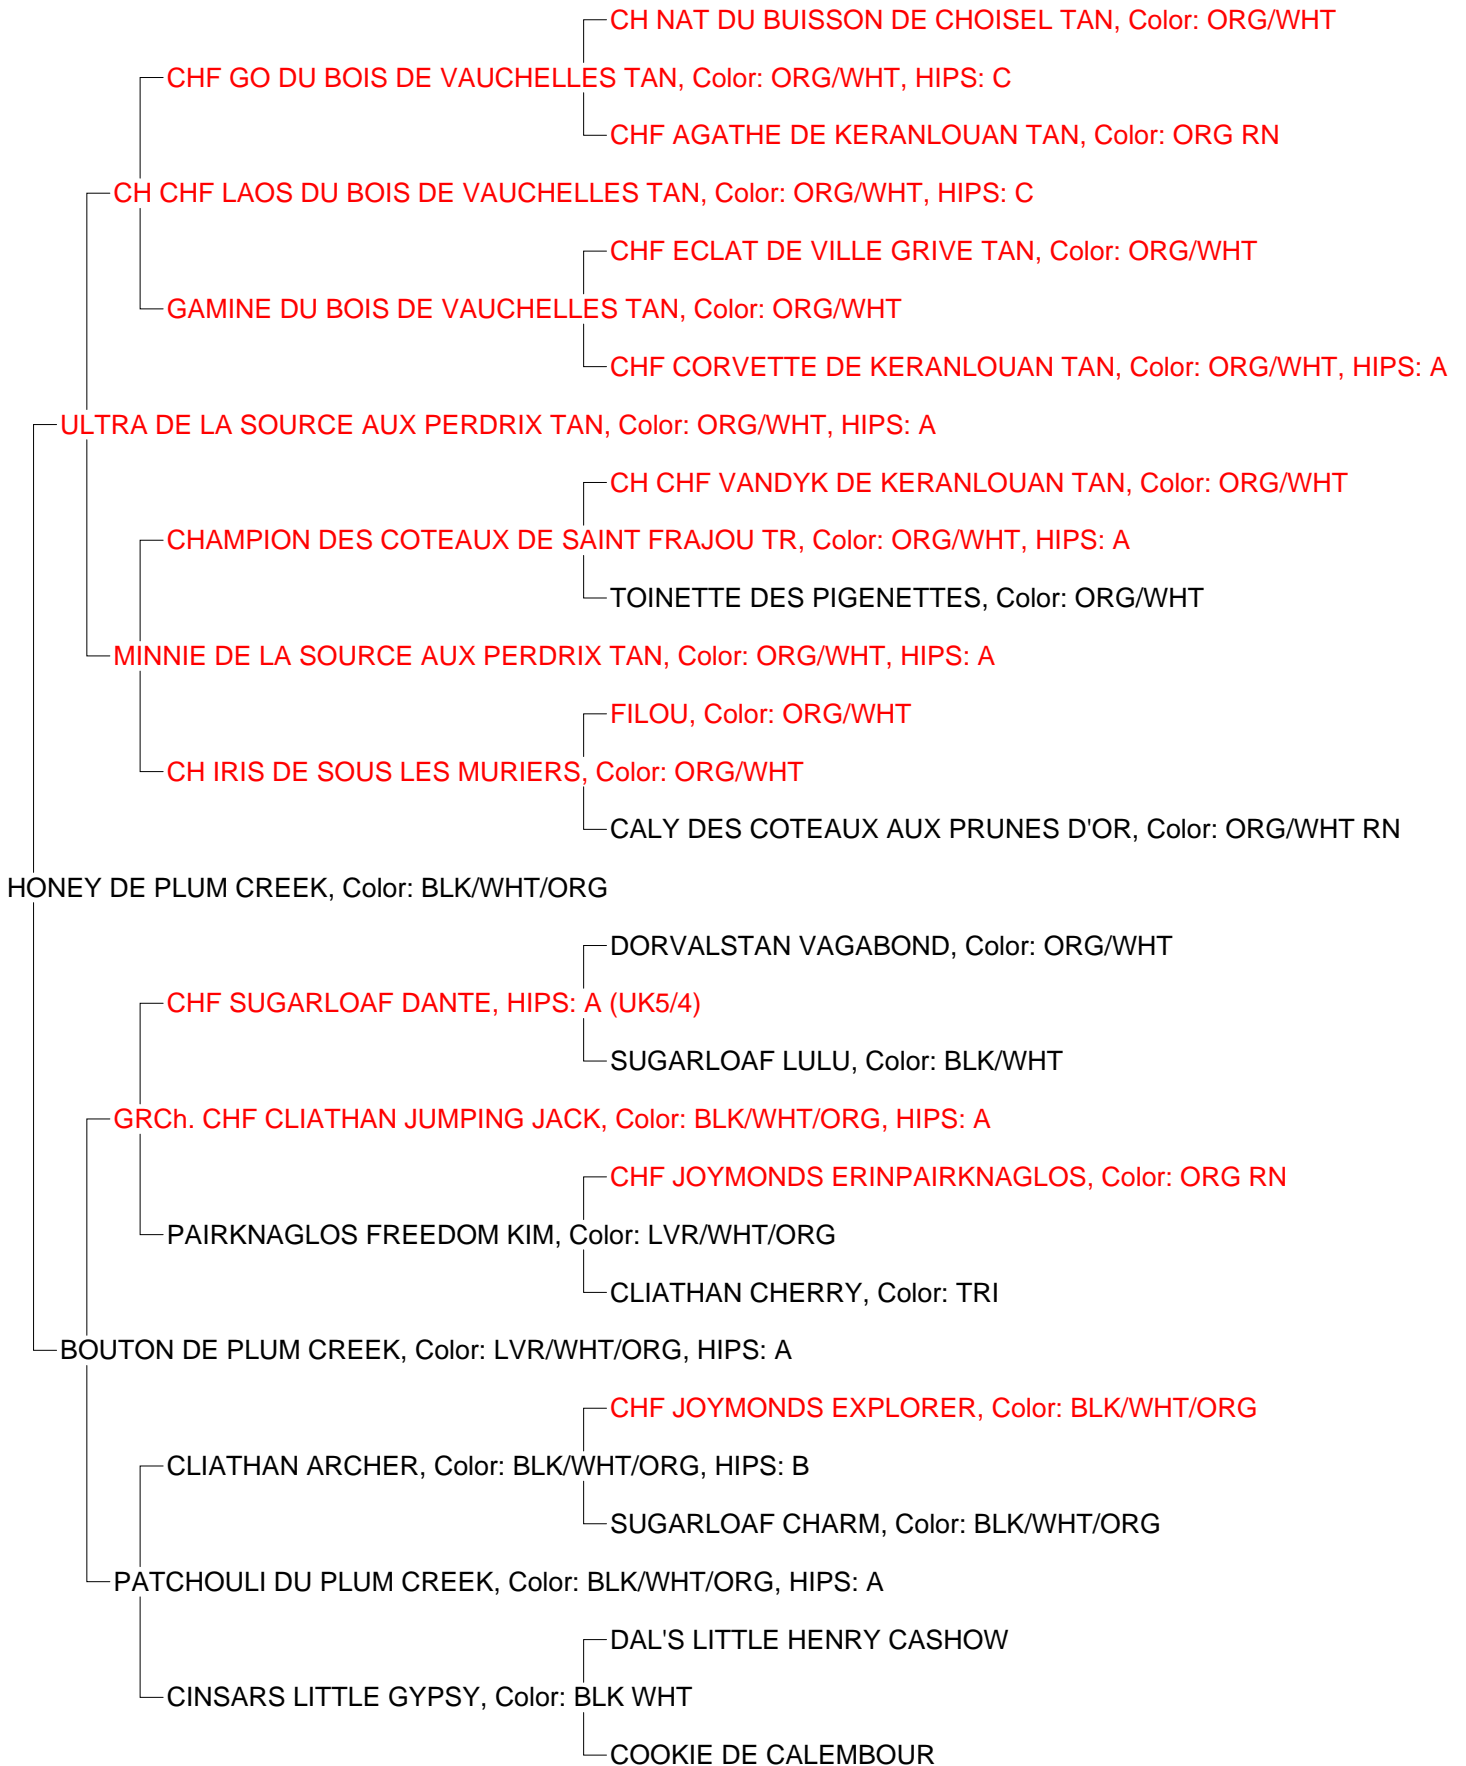 CH NAT DU BUISSON DE CHOISEL TAN, Color: ORG/WHT
CHF GO DU BOIS DE VAUCHELLES TAN, Color: ORG/WHT, HIPS: C
CHF AGATHE DE KERANLOUAN TAN, Color: ORG RN
CH CHF LAOS DU BOIS DE VAUCHELLES TAN, Color: ORG/WHT, HIPS: C
CHF ECLAT DE VILLE GRIVE TAN, Color: ORG/WHT
GAMINE DU BOIS DE VAUCHELLES TAN, Color: ORG/WHT
CHF CORVETTE DE KERANLOUAN TAN, Color: ORG/WHT, HIPS: A
ULTRA DE LA SOURCE AUX PERDRIX TAN, Color: ORG/WHT, HIPS: A
CH CHF VANDYK DE KERANLOUAN TAN, Color: ORG/WHT
CHAMPION DES COTEAUX DE SAINT FRAJOU TR, Color: ORG/WHT, HIPS: A
TOINETTE DES PIGENETTES, Color: ORG/WHT
MINNIE DE LA SOURCE AUX PERDRIX TAN, Color: ORG/WHT, HIPS: A
FILOU, Color: ORG/WHT
CH IRIS DE SOUS LES MURIERS, Color: ORG/WHT
CALY DES COTEAUX AUX PRUNES D'OR, Color: ORG/WHT RN
HONEY DE PLUM CREEK, Color: BLK/WHT/ORG
DORVALSTAN VAGABOND, Color: ORG/WHT
CHF SUGARLOAF DANTE, HIPS: A (UK5/4)
SUGARLOAF LULU, Color: BLK/WHT
GRCh. CHF CLIATHAN JUMPING JACK, Color: BLK/WHT/ORG, HIPS: A
CHF JOYMONDS ERINPAIRKNAGLOS, Color: ORG RN
PAIRKNAGLOS FREEDOM KIM, Color: LVR/WHT/ORG
CLIATHAN CHERRY, Color: TRI
BOUTON DE PLUM CREEK, Color: LVR/WHT/ORG, HIPS: A
CHF JOYMONDS EXPLORER, Color: BLK/WHT/ORG
CLIATHAN ARCHER, Color: BLK/WHT/ORG, HIPS: B
SUGARLOAF CHARM, Color: BLK/WHT/ORG
PATCHOULI DU PLUM CREEK, Color: BLK/WHT/ORG, HIPS: A
DAL'S LITTLE HENRY CASHOW
CINSARS LITTLE GYPSY, Color: BLK WHT
COOKIE DE CALEMBOUR